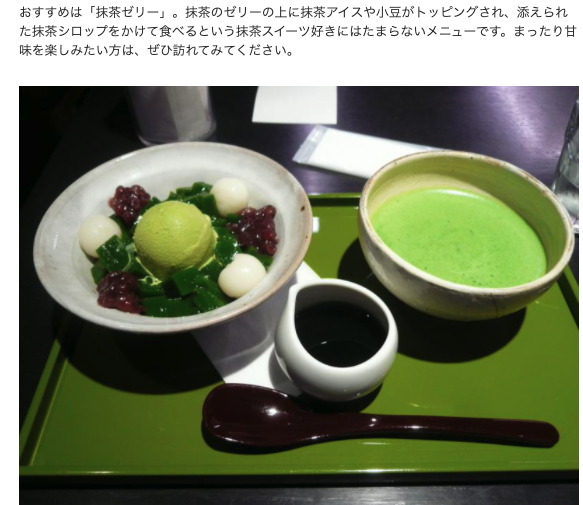 おすすめは「抹茶ゼリー」。抹茶のゼリーの上に抹茶アイスや小豆がトッピングされ、添えられ
た抹茶シロップをかけて食べるという抹茶スイーツ好きにはたまらないメニューです。まったり甘
味を楽しみたい方は、ぜひ訪れてみてください。